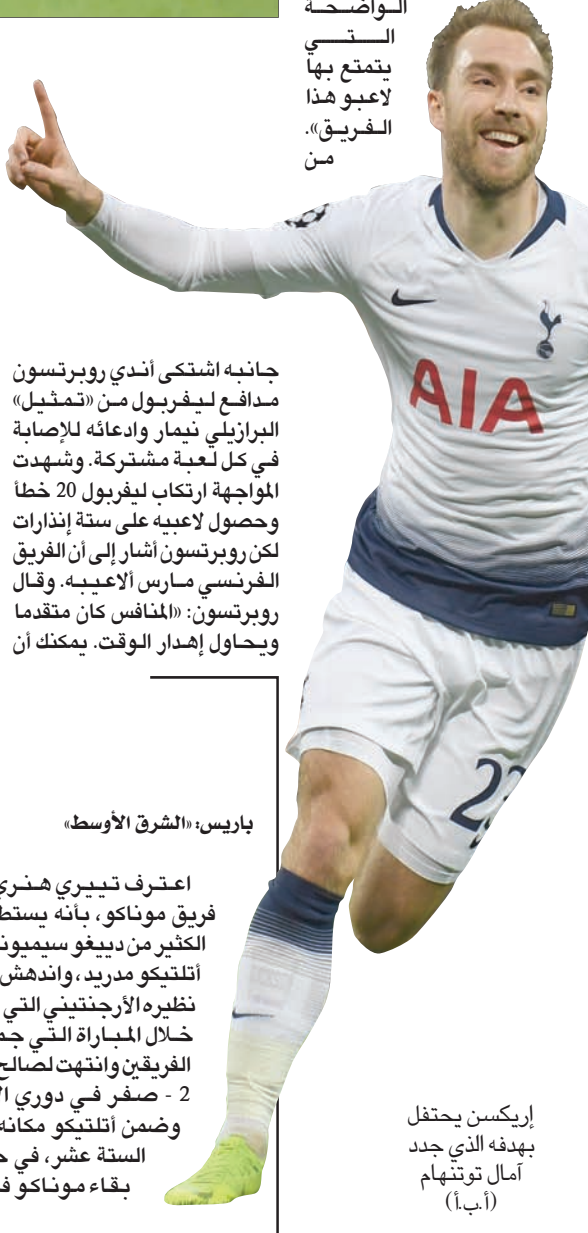 الواضحة
التي
يتمتع بها
لاعبو هذا
الفريق».
من
جانبه اشتكى أندي روبرتسون
مدافع ليفربول من «تمثيل»
البرازيلي نيمار وادعائه للإصابة
في كل لعبة مشتركة. وشهدت
المواجهة ارتكاب ليفربول 20 خطأ
وحصول لاعبيه على ستة إنذارات
لكن روبرتسون أشار إلى أن الفريق
الفرنسي مارس ألاعيبه. وقال
روبرتسون: «المنافس كان متقدما
ويحاول إهدار الوقت. يمكنك أن
AIA
23
باريس: «الشرق الأوسط»
اعترف تييري هنري
فريق موناكو، بأنه
الكثير من دييغو
أتلتيكو مدريد، واندهش
نظيره الأرجنتيني التي
خلال المباراة التي
الفريقين وانتهت لصالح
2 - صفر في دوري
وضمن أتلتيكو مكانه
الستة عشر، في
بقاء موناكو
إريكسن يحتفل
بهدفه الذي جدد
آمال توتنهام
(أ.ب.أ)